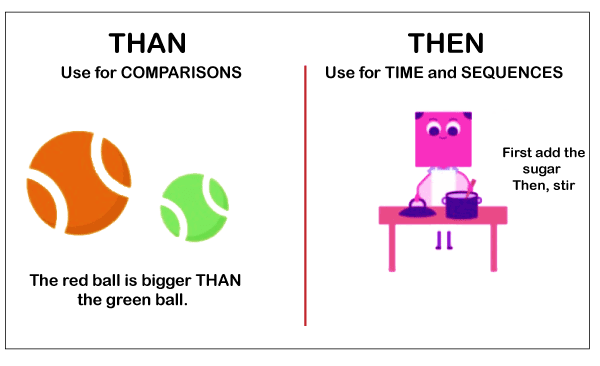 THAN
Use for COMPARISONS
The red ball is bigger THAN
the green ball.
THEN
Use for TIME and SEQUENCES
First add the
sugar
Then, stir